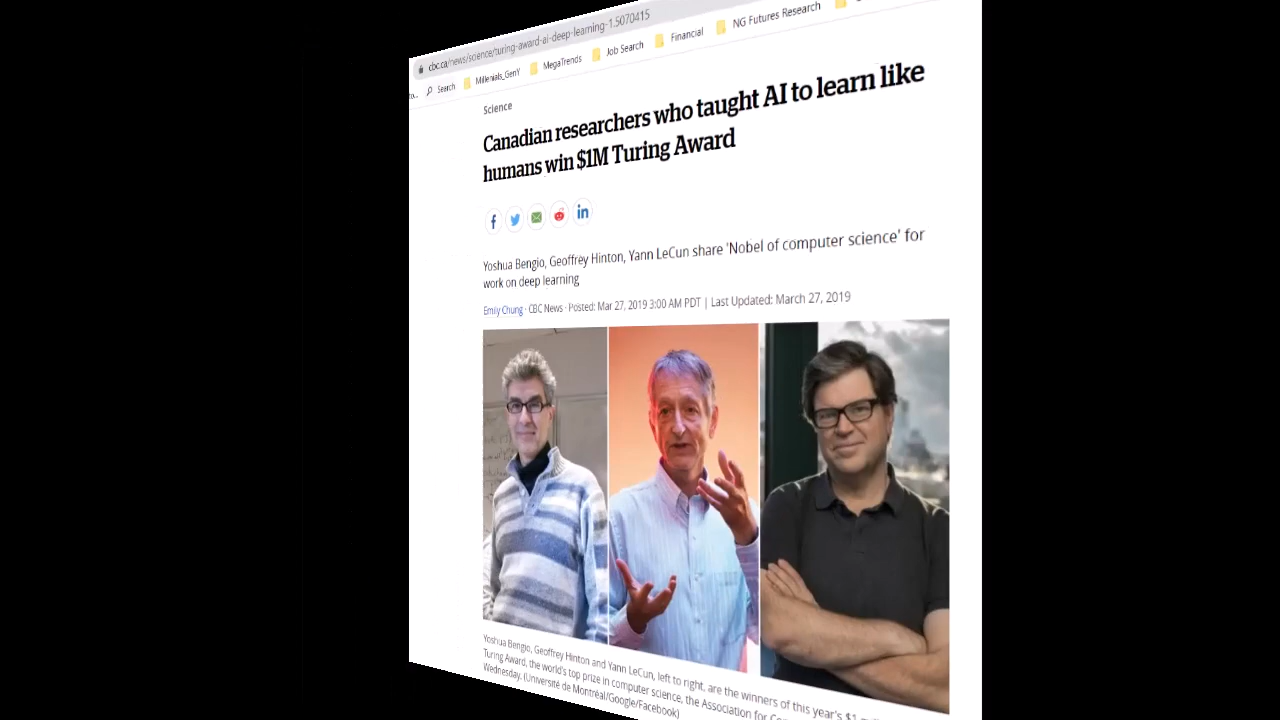 cbc.ca/news/science/turing-award-ai-deep-learning-1.5070415
Search Millenials_GenY MegaTrends Job Search Financial NG Futures Research
Science
Canadian researchers who taught AI to learn like
humans win $1M Turing Award
Yoshua Bengio, Geoffrey Hinton, Yann LeCun share 'Nobel of computer science' for
work on deep learning
Emily Chung · CBC News · Posted: Mar 27, 2019 3:00 AM PDT | Last Updated: March 27, 2019
Yoshua Bengio, Geoffrey Hinton and Yann LeCun, left to right, are the winners of this year's $1
Turing Award, the world's top prize in computer science, the Association for
Wednesday. (Université de Montréal/Google/Facebook)